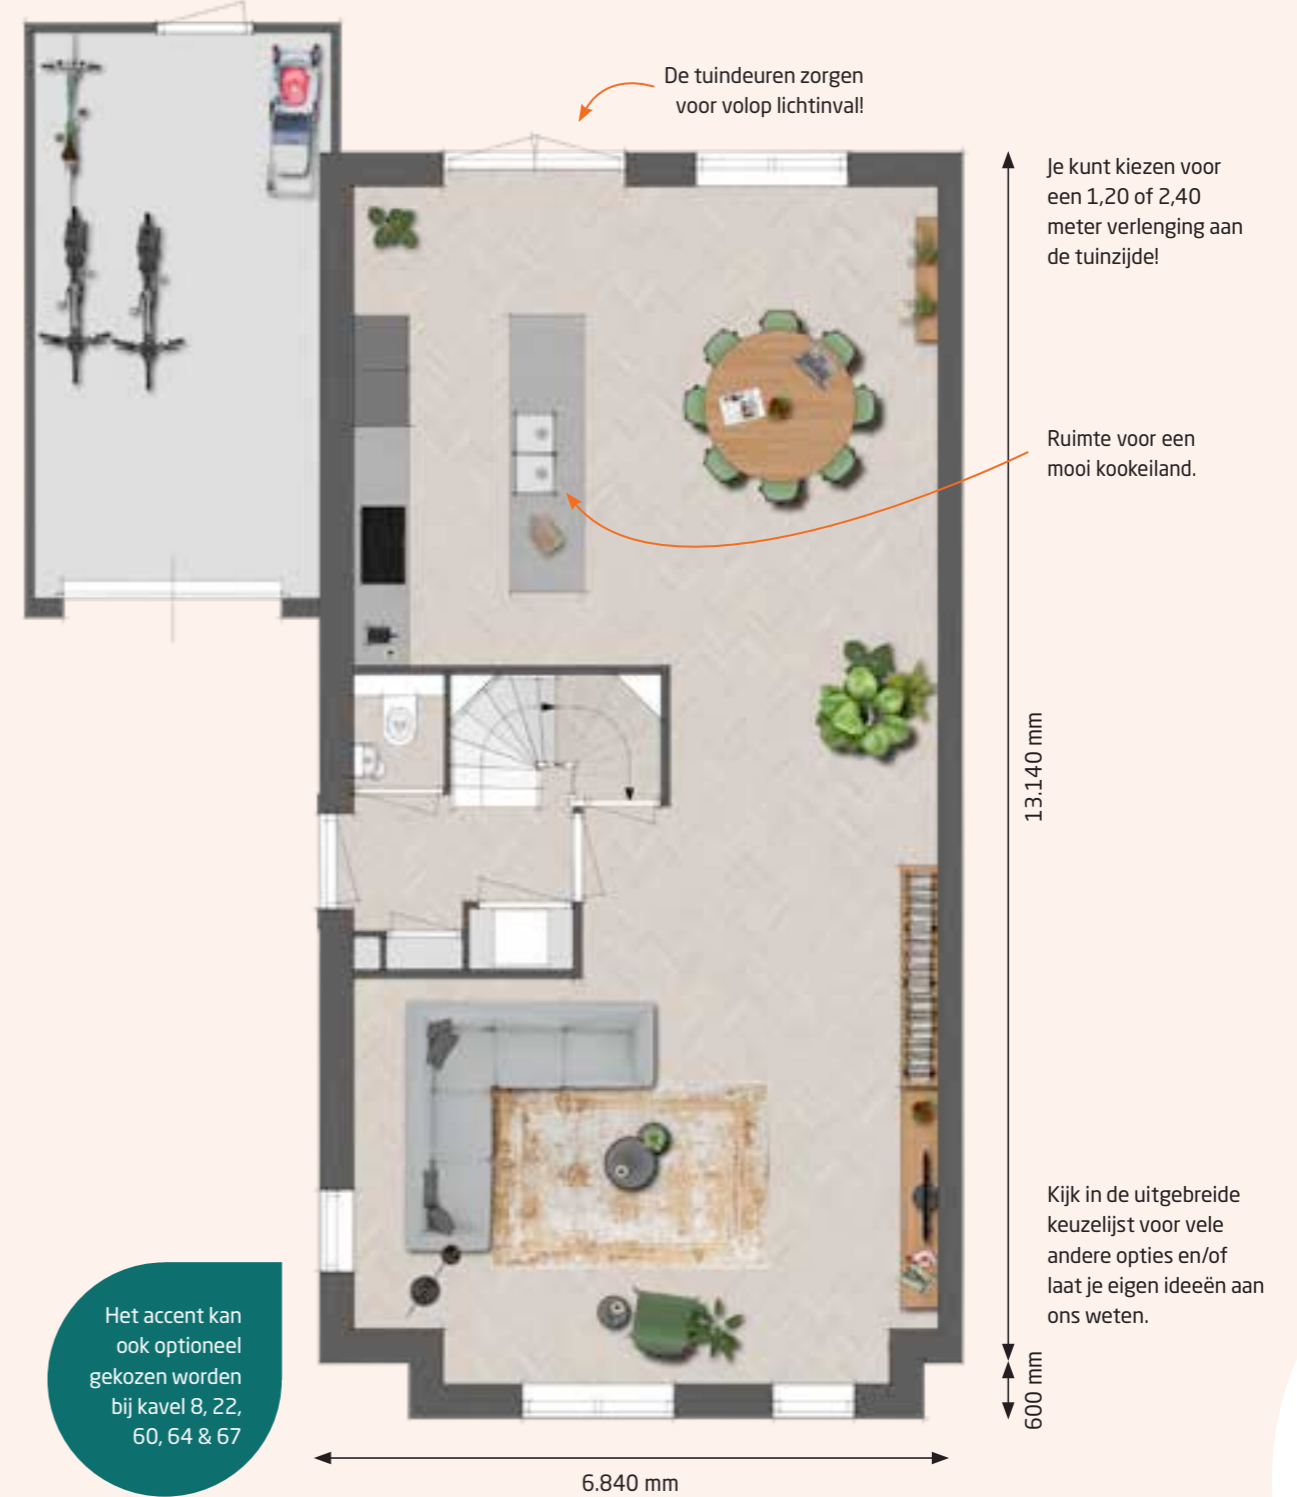 De tuindeuren zorgen
voor volop lichtinval!
Je kunt kiezen voor
een 1,20 of 2,40
meter verlenging aan
de tuinzijde!
Ruimte voor een
mooi kookeiland.
13.140 mm
Kijk in de uitgebreide
keuzelijst voor vele
andere opties en/of
laat je eigen ideeën aan
ons weten.
600 mm
Het accent kan
ook optioneel
gekozen worden
bij kavel 8, 22,
60, 64 & 67
6.840 mm